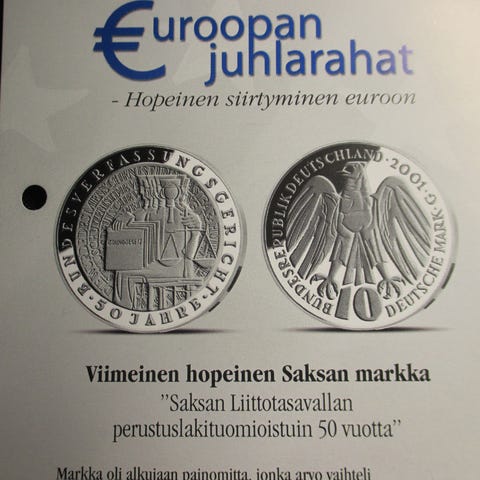 €uroopan
juhlarahat
- Hopeinen siirtyminen euroon
BUNDESVERFASSUNGSGERICHT
· 50 JAHRE ·
BUNDESREPUBLIK DEUTSCHLAND · 2001 · G ·
10
DEUTSCHE MARK
Viimeinen hopeinen Saksan markka
”Saksan Liittotasavallan
perustuslakituomioistuin 50 vuotta”
Markka oli alkujaan painomitta, jonka arvo vaihteli